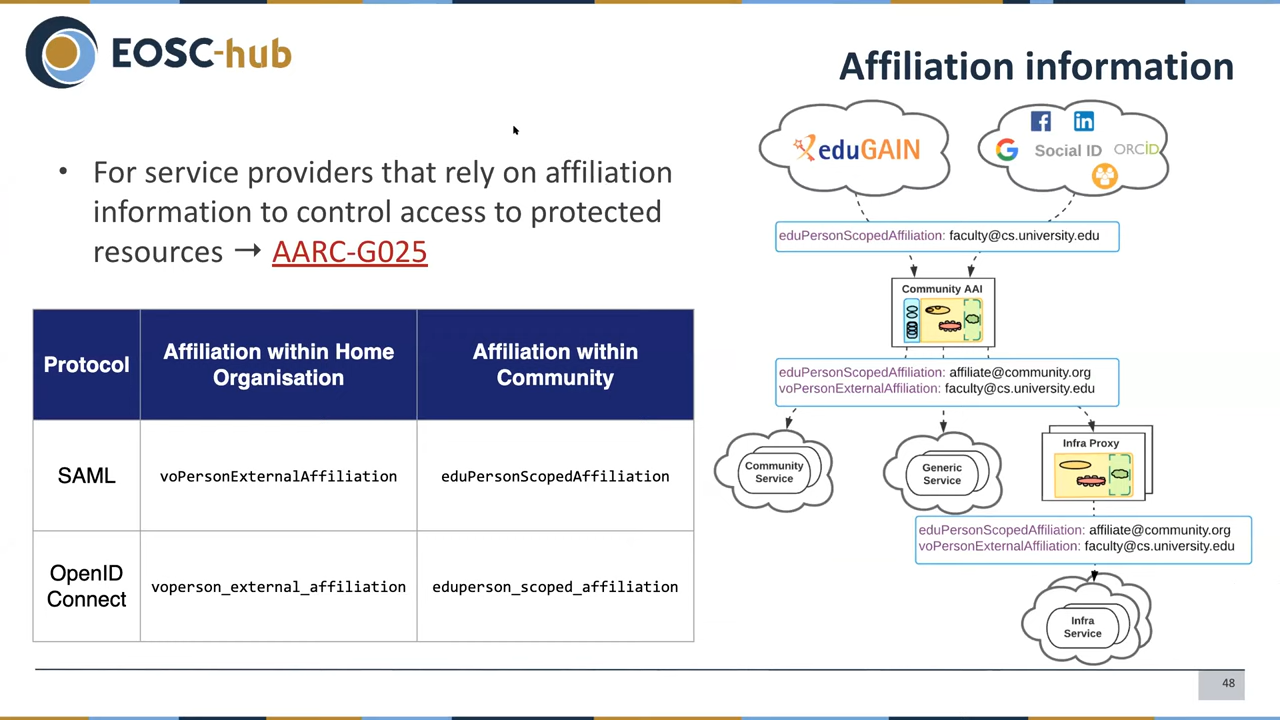 EOSC-hub
Affiliation information
• For service providers that rely on affiliation
information to control access to protected
resources → AARC-G025
Protocol
Affiliation within Home
Organisation
Affiliation within
Community
SAML
voPersonExternalAffiliation
eduPersonScopedAffiliation
OpenID
Connect
voperson_external_affiliation
eduperson_scoped_affiliation
eduGAIN
Social ID
ORCID
eduPersonScopedAffiliation: faculty@cs.university.edu
Community AAI
eduPersonScopedAffiliation: affiliate@community.org
voPersonExternalAffiliation: faculty@cs.university.edu
Community
Service
Generic
Service
Infra Proxy
eduPersonScopedAffiliation: affiliate@community.org
voPersonExternalAffiliation: faculty@cs.university.edu
Infra
Service
48